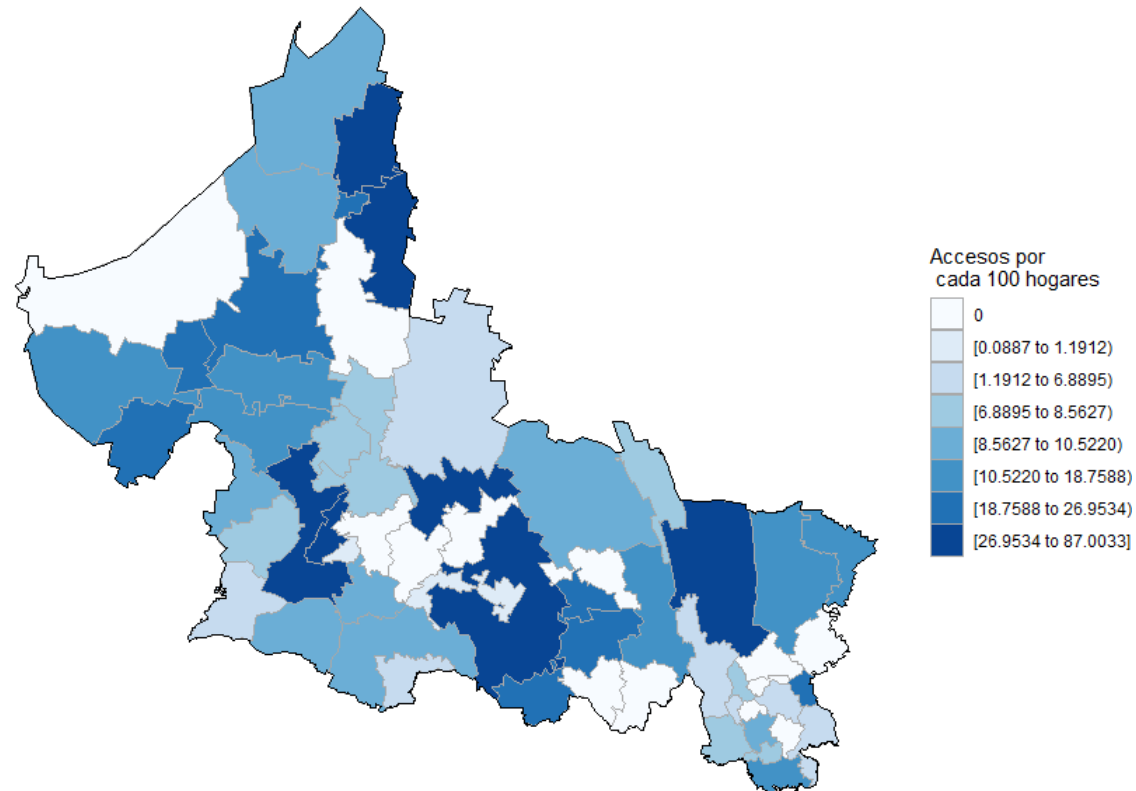 Accesos por
cada 100 hogares
0
[0.0887 to 1.1912)
[1.1912 to 6.8895)
[6.8895 to 8.5627)
[8.5627 to 10.5220)
[10.5220 to 18.7588)
[18.7588 to 26.9534)
[26.9534 to 87.0033]